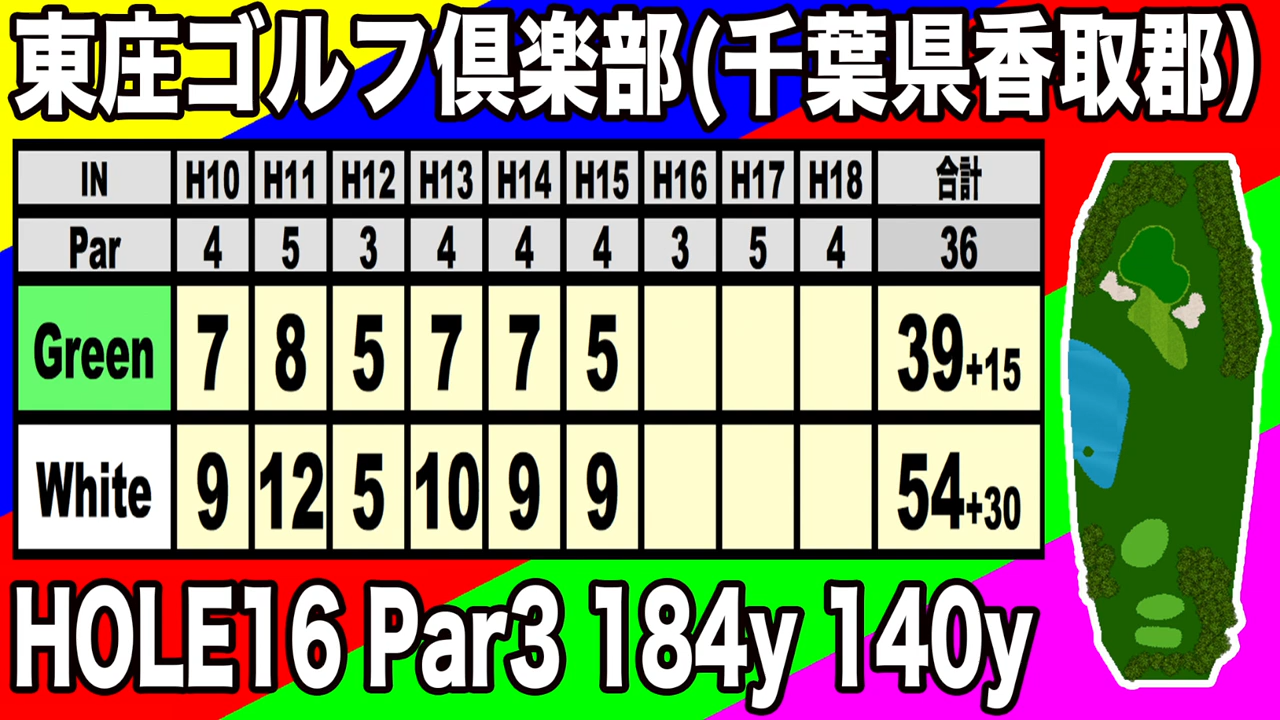 東庄ゴルフ倶楽部(千葉県香取郡)
IN H10 H11 H12 H13 H14 H15 H16 H17 H18 合計
Par 4 5 3 4 4 4 3 5 4 36
Green 7 8 5 7 7 5 39+15
White 9 12 5 10 9 9 54+30
HOLE16 Par3 184y 140y